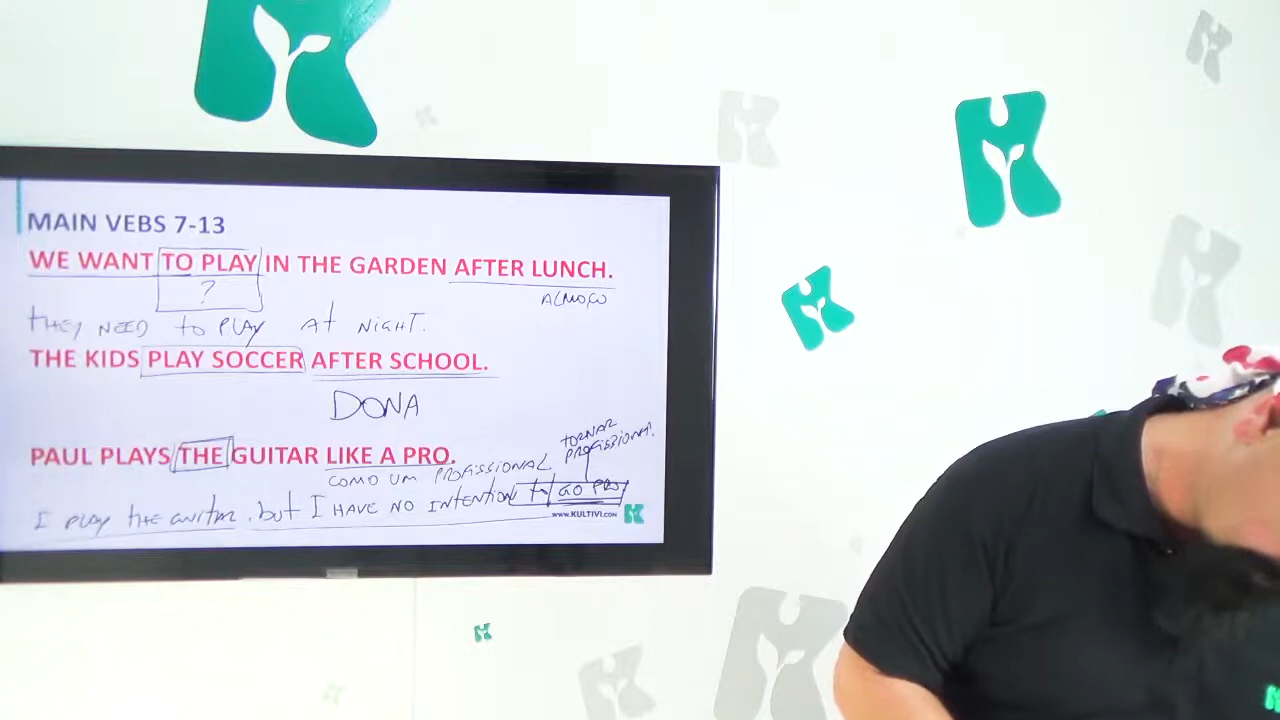 MAIN VEBS 7-13
WE WANT TO PLAY IN THE GARDEN AFTER LUNCH.
?
ALMOÇO
THEY NEED to PLAY At NIGHT.
THE KIDS PLAY SOCCER AFTER SCHOOL.
DONA
TORNAR
PROFISSIONAL.
PAUL PLAYS THE GUITAR LIKE A PRO.
COMO UM PROFISSIONAL
I PLAY tHE GUITAR, but I HAVE NO INTENTION to GO PRO
WWW.KULTIVI.COM